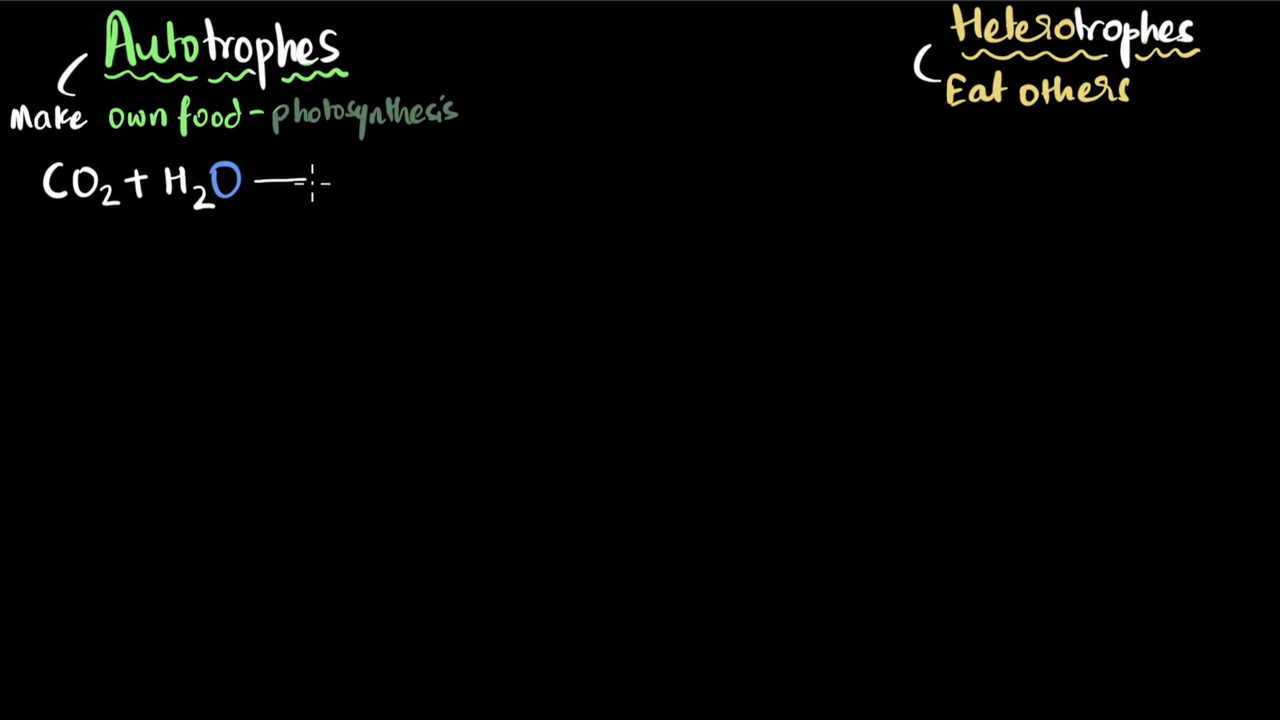 Autotrophes
Make own food - photosynthesis
CO₂ + H₂O —
Heterotrophes
Eat others